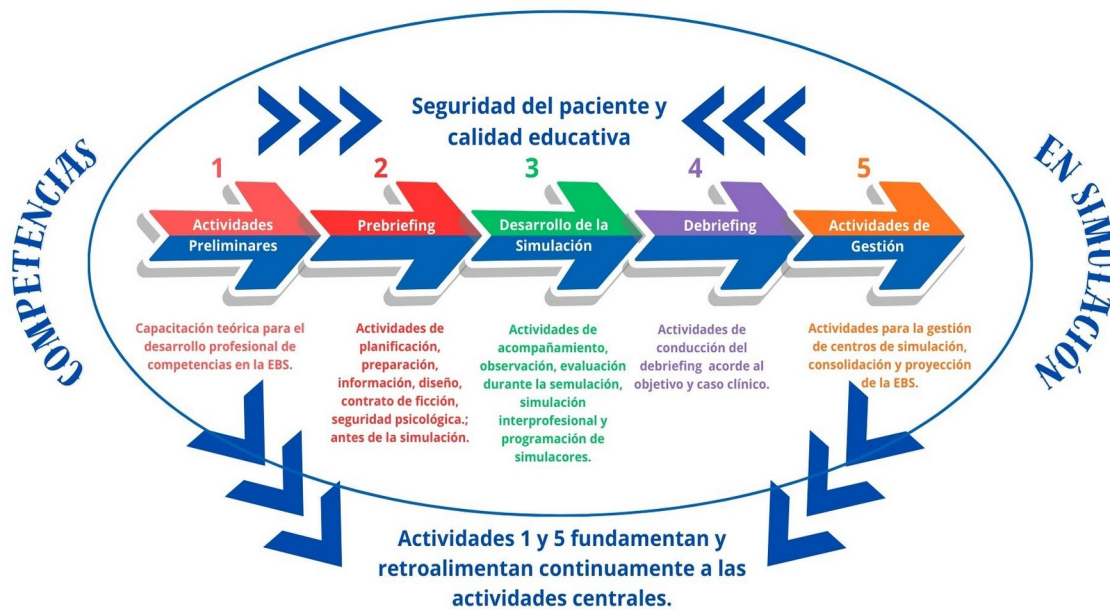 COMPETENCIAS
EN SIMULACIÓN
Seguridad del paciente y
calidad educativa
1
Actividades
Preliminares
Capacitación teórica para el
desarrollo profesional de
competencias en la EBS.
2
Prebriefing
Actividades de
planificación,
preparación,
información, diseño,
contrato de ficción,
seguridad psicológica.;
antes de la simulación.
3
Desarrollo de la
Simulación
Actividades de
acompañamiento,
observación, evaluación
durante la semulación,
simulación
interprofesional y
programación de
simulacores.
4
Debriefing
Actividades de
conducción del
debriefing acorde al
objetivo y caso clínico.
5
Actividades de
Gestión
Actividades para la gestión
de centros de simulación,
consolidación y proyección
de la EBS.
Actividades 1 y 5 fundamentan y
retroalimentan continuamente a las
actividades centrales.